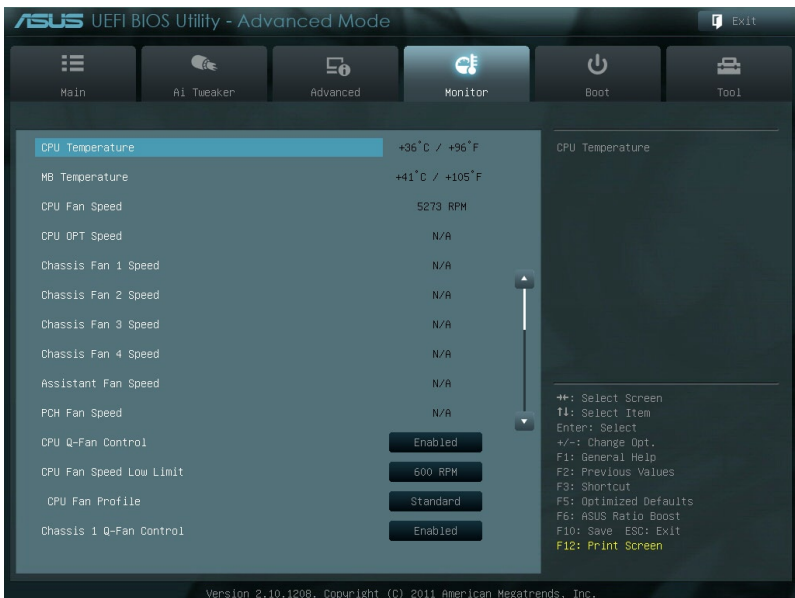 ASUS UEFI BIOS Utility - Advanced Mode
Exit
Main
Ai Tweaker
Advanced
Monitor
Boot
Tool
CPU Temperature +36°C / +96°F
MB Temperature +41°C / +105°F
CPU Fan Speed 5273 RPM
CPU OPT Speed N/A
Chassis Fan 1 Speed N/A
Chassis Fan 2 Speed N/A
Chassis Fan 3 Speed N/A
Chassis Fan 4 Speed N/A
Assistant Fan Speed N/A
PCH Fan Speed N/A
CPU Q-Fan Control Enabled
CPU Fan Speed Low Limit 600 RPM
CPU Fan Profile Standard
Chassis 1 Q-Fan Control Enabled
CPU Temperature
→←: Select Screen
↑↓: Select Item
Enter: Select
+/-: Change Opt.
F1: General Help
F2: Previous Values
F3: Shortcut
F5: Optimized Defaults
F6: ASUS Ratio Boost
F10: Save ESC: Exit
F12: Print Screen
Version 2.10.1208. Copyright (C) 2011 American Megatrends, Inc.